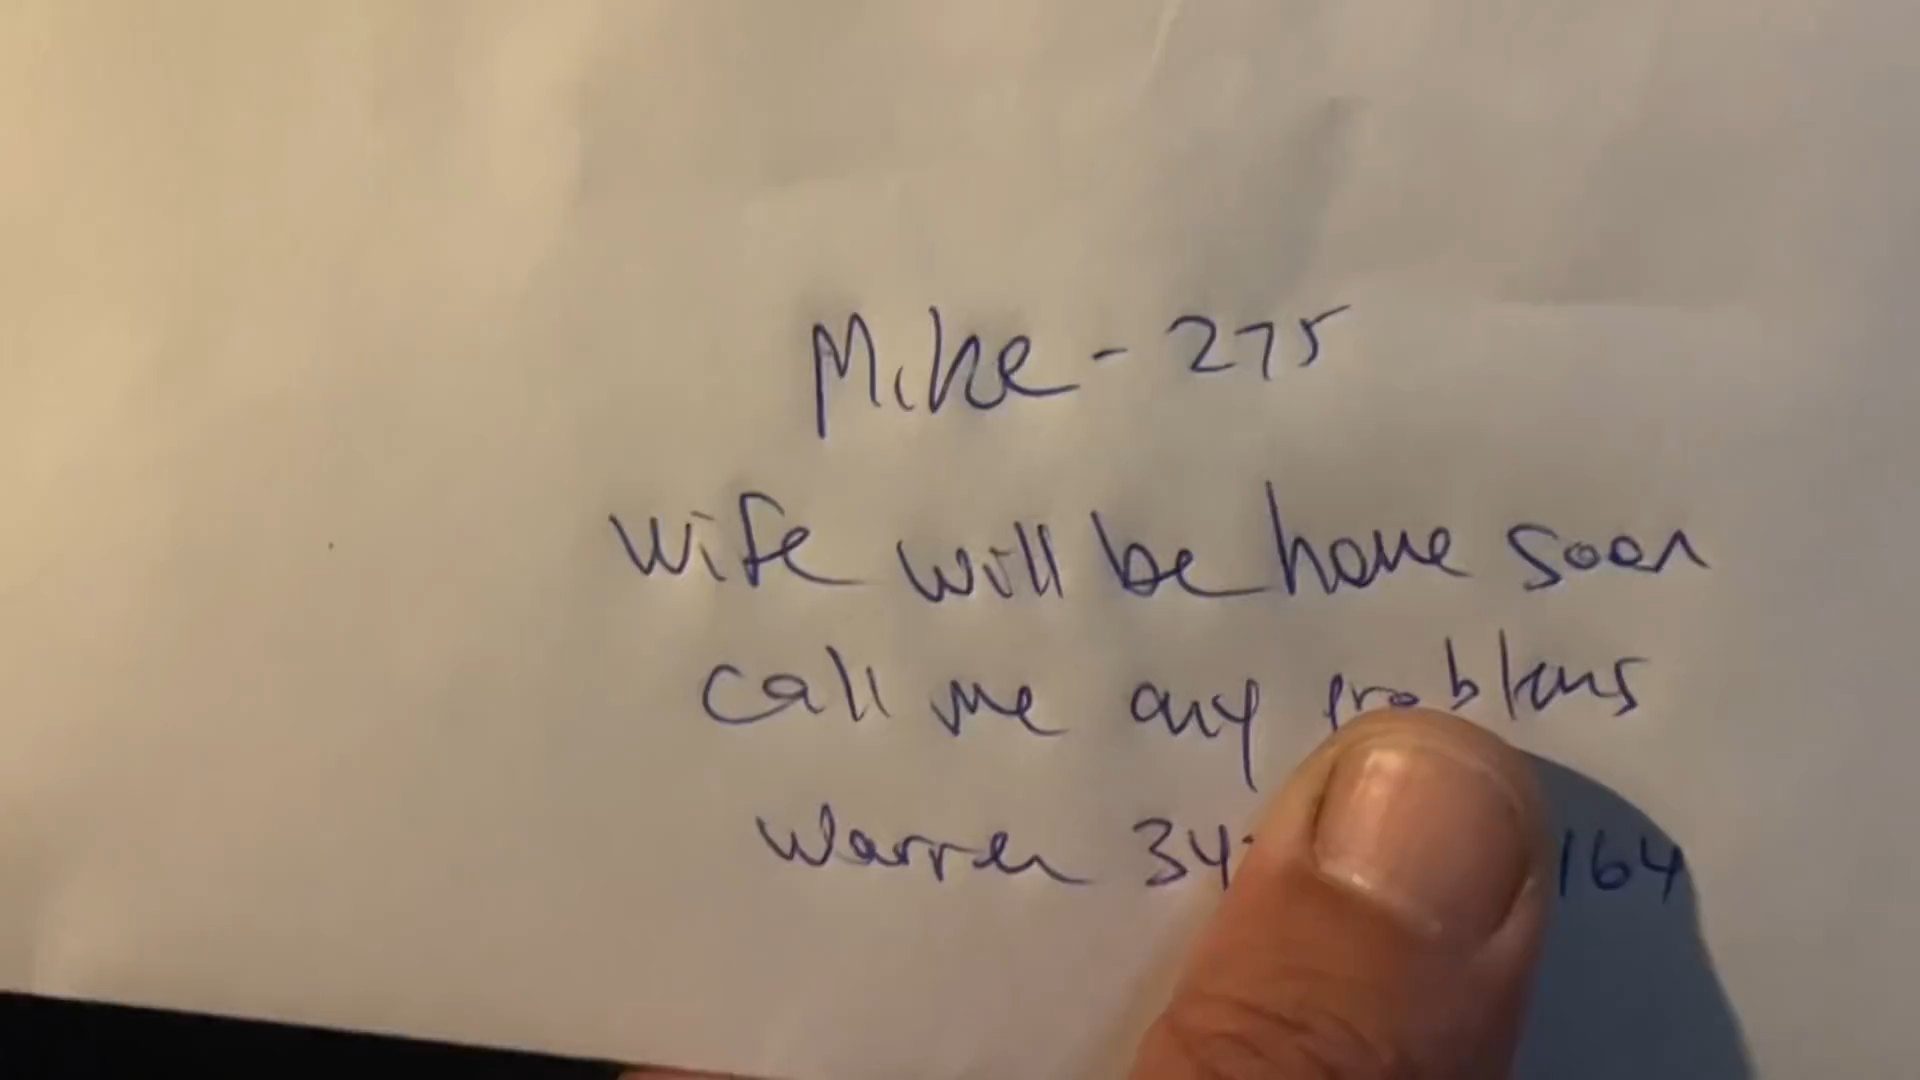 Mike - 275
wife will be home soon
call me any problems
Warren 34 164